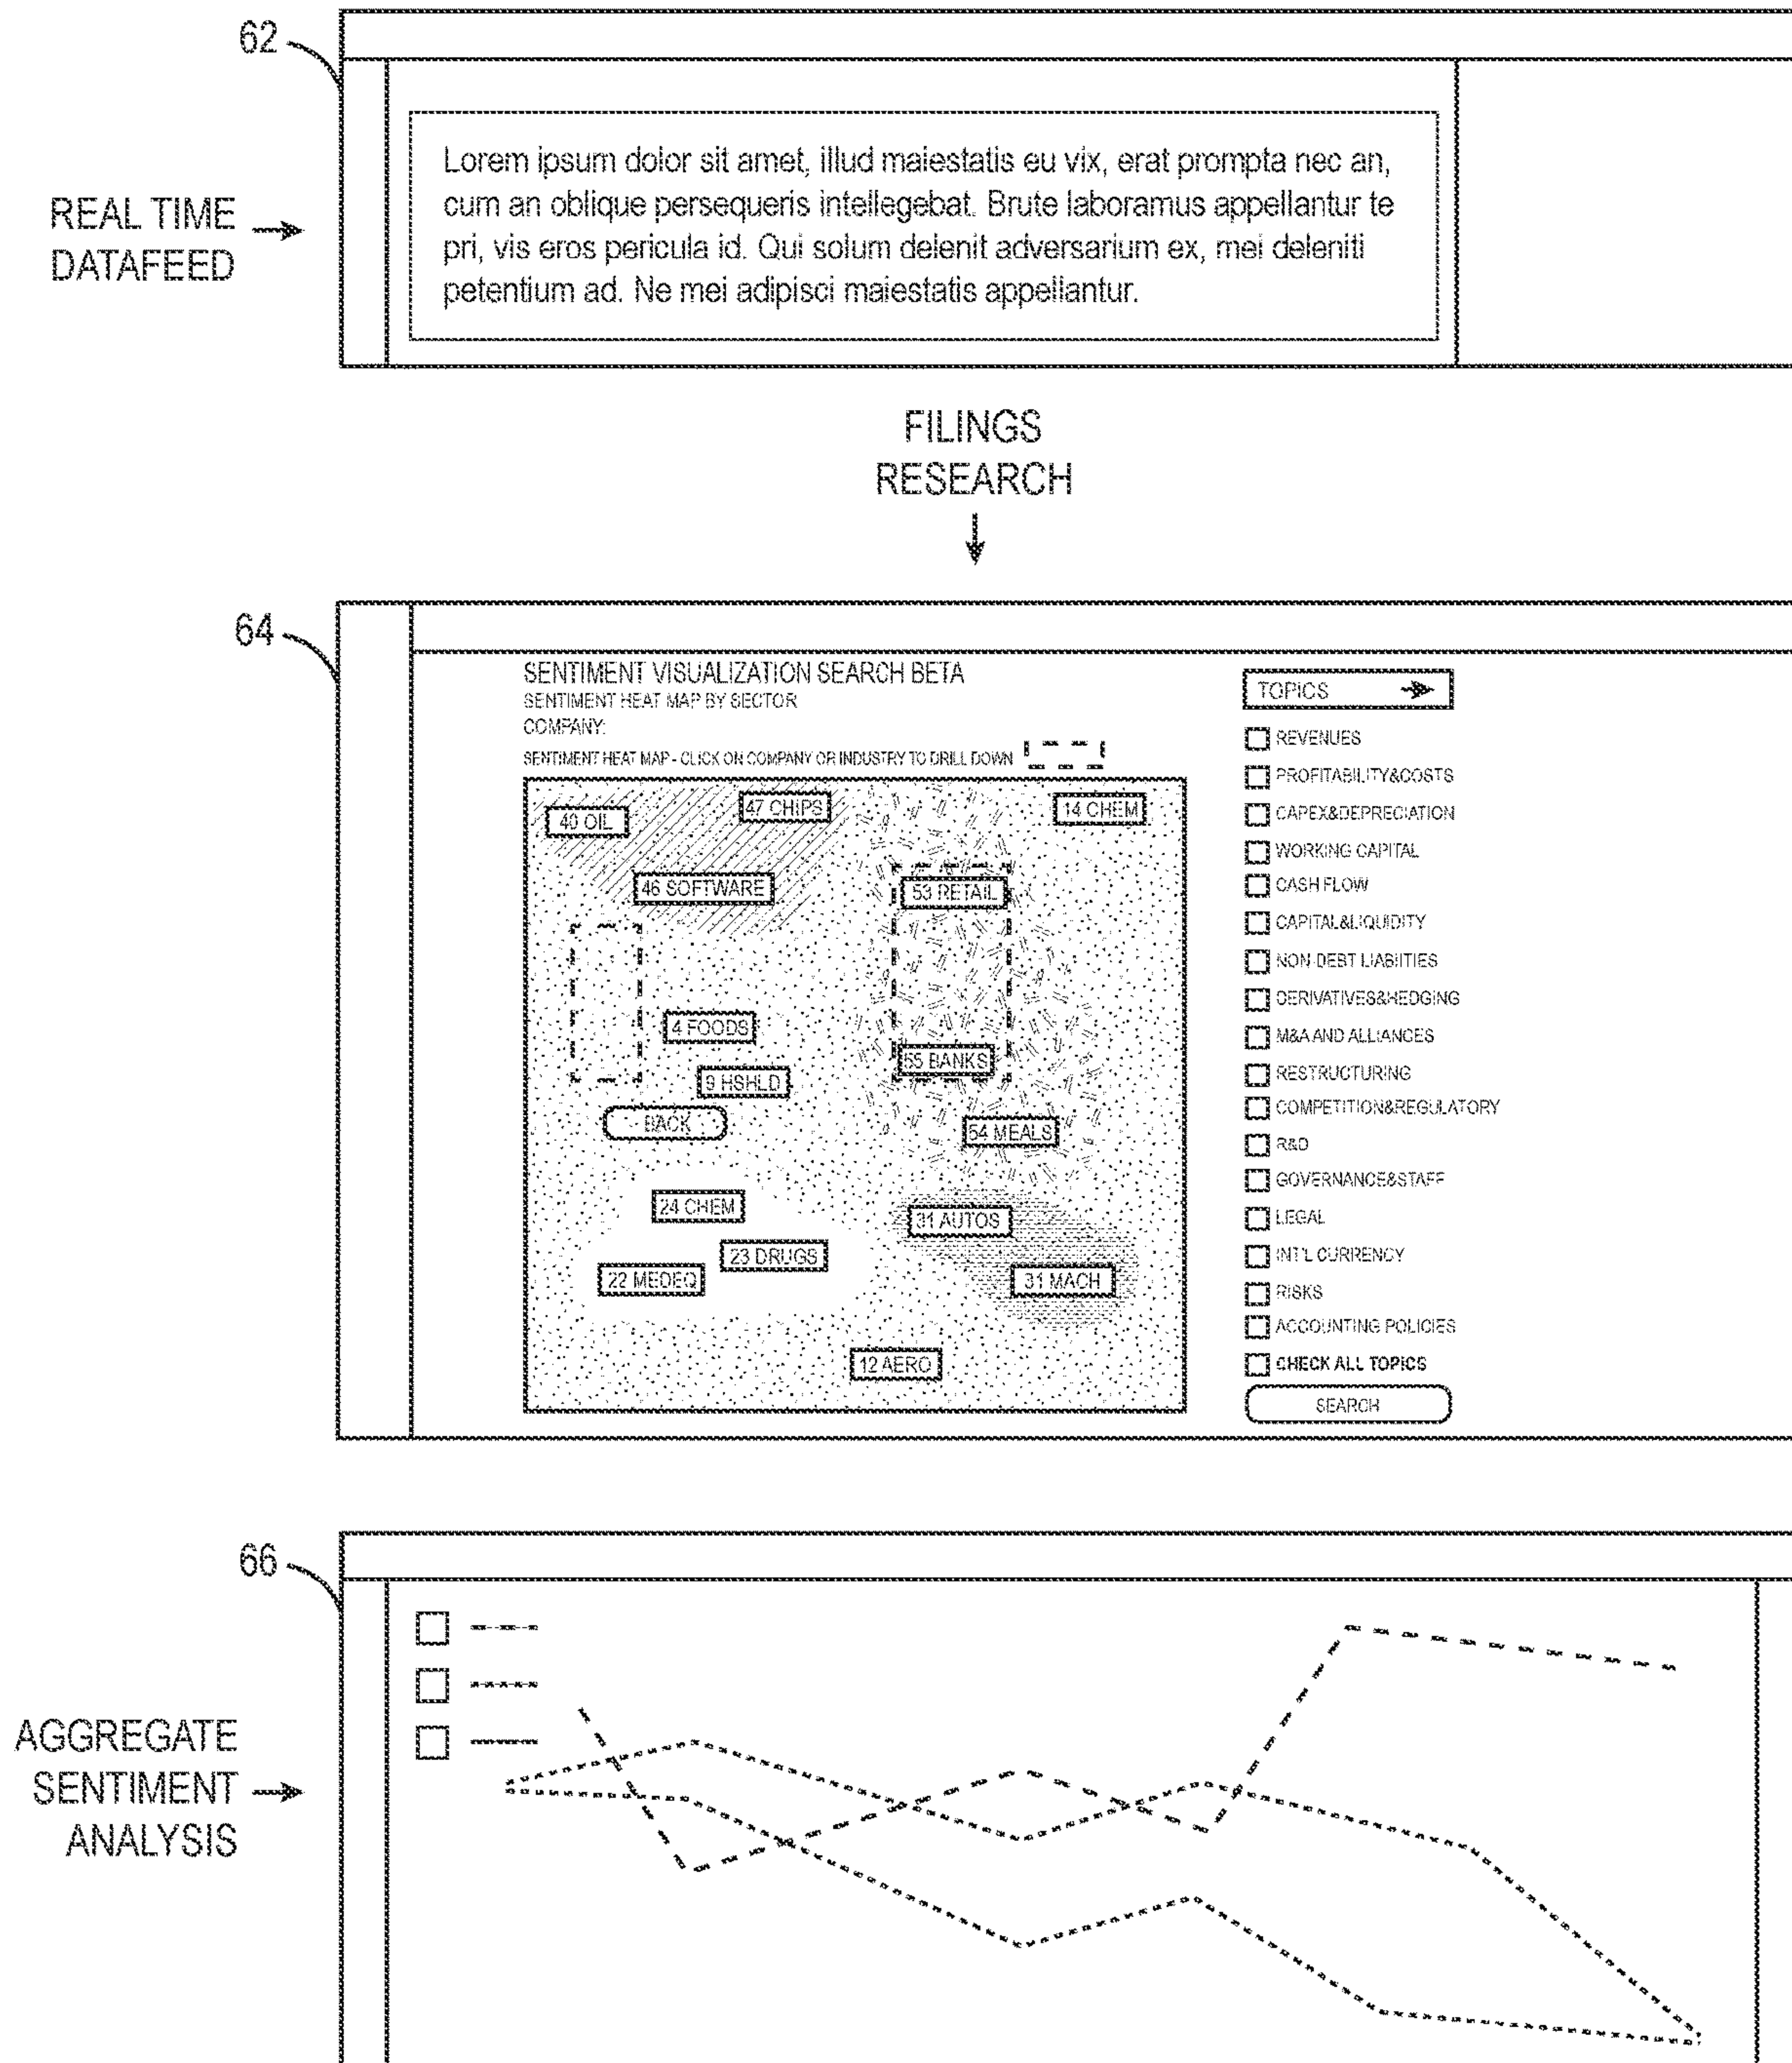 62
REAL TIME
DATAFEED
Lorem ipsum dolor sit amet, illud maiestatis eu vix, erat prompta nec an,
cum an oblique persequeris intellegebat. Brute laboramus appellantur te
pri, vis eros pericula id. Qui solum delenit adversarium ex, mei deleniti
petentium ad. Ne mei adipisci maiestatis appellantur.
FILINGS
RESEARCH
64
SENTIMENT VISUALIZATION SEARCH BETA
SENTIMENT HEAT MAP BY SECTOR
COMPANY:
SENTIMENT HEAT MAP - CLICK ON COMPANY OR INDUSTRY TO DRILL DOWN
40 OIL
47 CHIPS
14 CHEM
46 SOFTWARE
53 RETAIL
4 FOODS
55 BANKS
9 HSHLD
BACK
54 MEALS
24 CHEM
31 AUTOS
23 DRUGS
22 MEDEQ
31 MACH
12 AERO
TOPICS
REVENUES
PROFITABILITY&COSTS
CAPEX&DEPRECIATION
WORKING CAPITAL
CASH FLOW
CAPITAL&LIQUIDITY
NON-DEBT LIABIITIES
DERIVATIVES&HEDGING
M&A AND ALLIANCES
RESTRUCTURING
COMPETITION&REGULATORY
R&D
GOVERNANCE&STAFF
LEGAL
INT'L CURRENCY
RISKS
ACCOUNTING POLICIES
CHECK ALL TOPICS
SEARCH
66
AGGREGATE
SENTIMENT
ANALYSIS